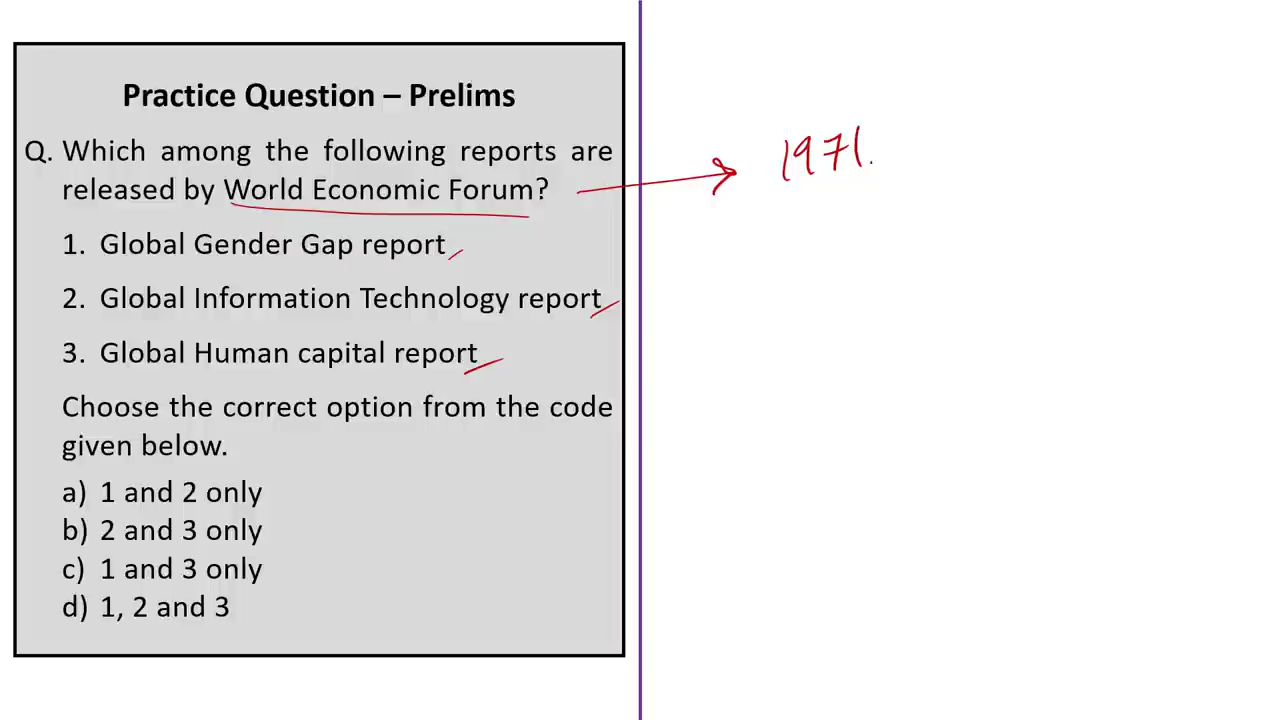 Practice Question – Prelims
Q. Which among the following reports are
released by World Economic Forum?
1971.
1. Global Gender Gap report
2. Global Information Technology report
3. Global Human capital report
Choose the correct option from the code
given below.
a) 1 and 2 only
b) 2 and 3 only
c) 1 and 3 only
d) 1, 2 and 3